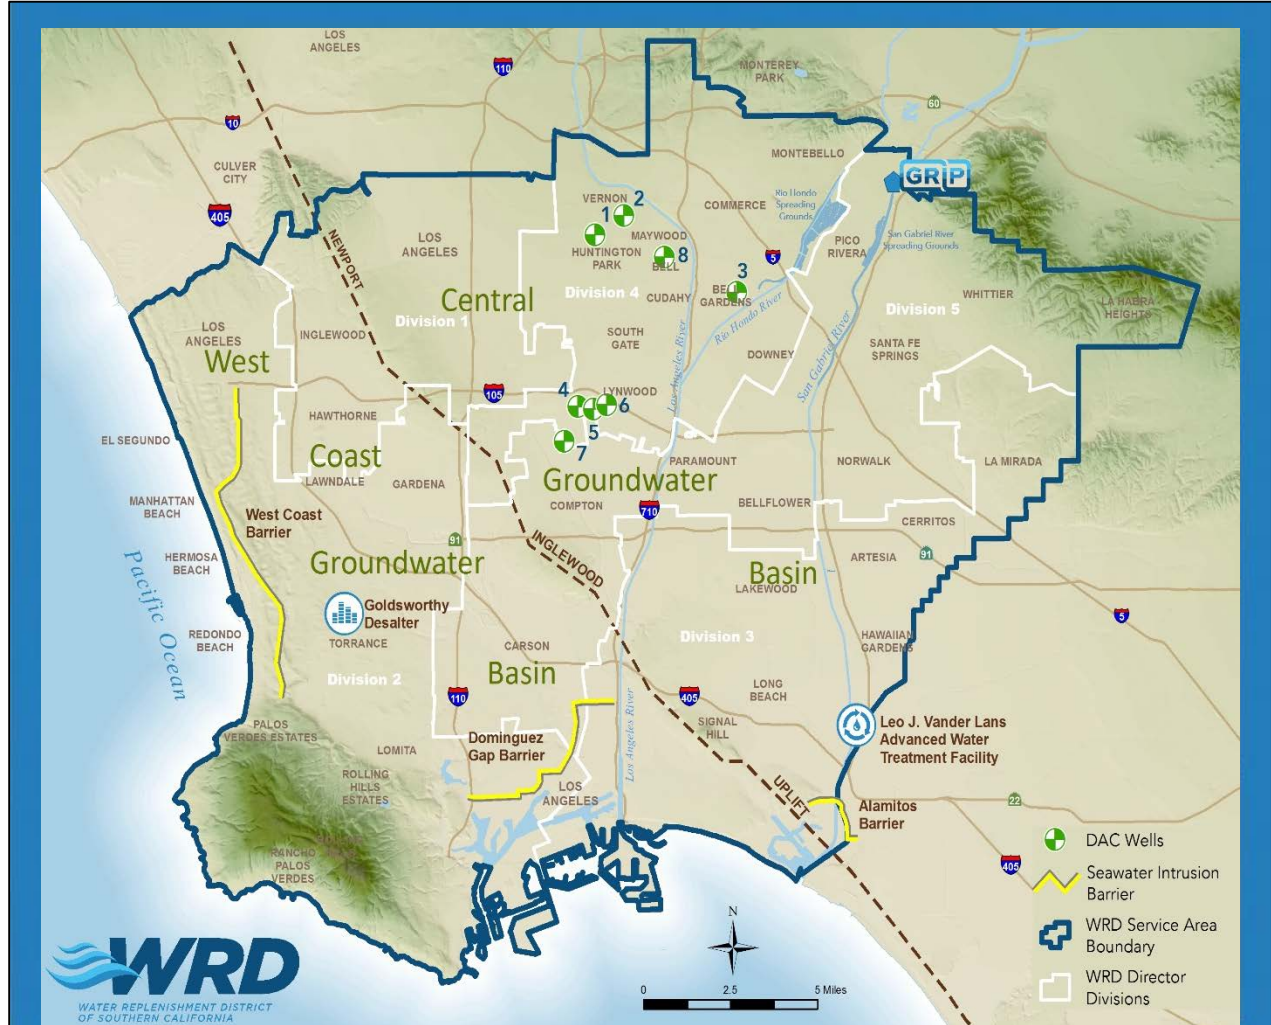 LOS
ANGELES
110
MONTEREY
PARK
60
10
CULVER
CITY
MONTEBELLO
GRIP
405
VERNON
2
1
COMMERCE
Rio Hondo
Spreading
Grounds
NEWPORT
LOS
ANGELES
MAYWOOD
HUNTINGTON
PARK
BELL
8
5
PICO
RIVERA
San Gabriel River
Spreading Grounds
3
BELL
GARDENS
Central
Division 4
CUDAHY
WHITTIER
LA HABRA
HEIGHTS
Division 1
Division 5
LOS
ANGELES
INGLEWOOD
SOUTH
GATE
Rio Hondo River
Los Angeles River
San Gabriel River
DOWNEY
SANTA FE
SPRINGS
West
105
4
LYNWOOD
6
5
7
HAWTHORNE
EL SEGUNDO
Coast
LAWNDALE
GARDENA
Groundwater
PARAMOUNT
NORWALK
LA MIRADA
MANHATTAN
BEACH
West Coast
Barrier
COMPTON
710
BELLFLOWER
CERRITOS
91
91
INGLEWOOD
HERMOSA
BEACH
Groundwater
Basin
ARTESIA
LAKEWOOD
Pacific Ocean
Goldsworthy
Desalter
TORRANCE
REDONDO
BEACH
CARSON
Division 3
HAWAIIAN
GARDENS
5
Division 2
Basin
110
405
LONG
BEACH
SIGNAL
HILL
Los Angeles River
PALOS
VERDES ESTATES
LOMITA
Dominguez
Gap Barrier
Leo J. Vander Lans
Advanced Water
Treatment Facility
ROLLING
HILLS
ESTATES
LOS
ANGELES
UPLIFT
Alamitos
Barrier
22
RANCHO
PALOS
VERDES
405
DAC Wells
Seawater Intrusion
Barrier
WRD Service Area
Boundary
WRD Director
Divisions
N
0 2.5 5 Miles
WRD
WATER REPLENISHMENT DISTRICT
OF SOUTHERN CALIFORNIA